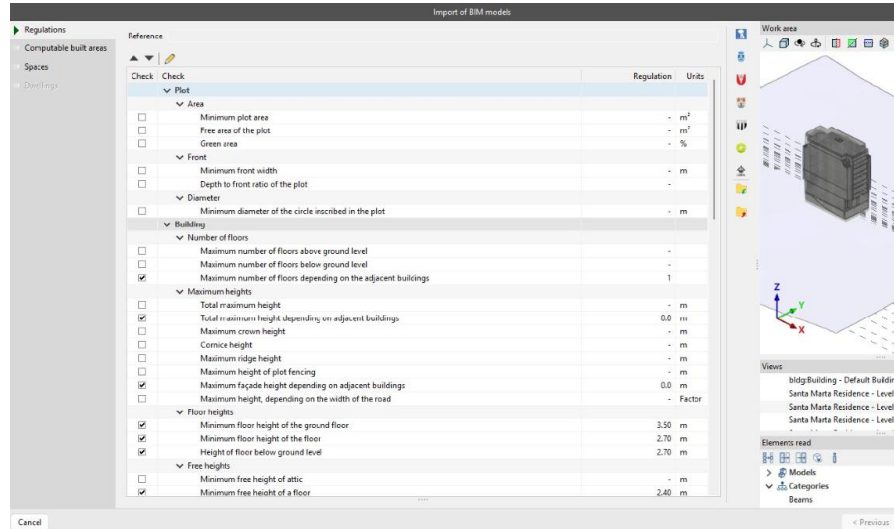 Import of BIM models
Regulations
Computable built areas
Spaces
Dwellings
Reference
Check Check Regulation Units
Plot
Area
Minimum plot area - m²
Free area of the plot - m²
Green area - %
Front
Minimum front width - m
Depth to front ratio of the plot -
Diameter
Minimum diameter of the circle inscribed in the plot - m
Building
Number of floors
Maximum number of floors above ground level -
Maximum number of floors below ground level -
Maximum number of floors depending on the adjacent buildings 1
Maximum heights
Total maximum height - m
Total maximum height depending on adjacent buildings 0.0 m
Maximum crown height - m
Cornice height - m
Maximum ridge height - m
Maximum height of plot fencing - m
Maximum façade height depending on adjacent buildings 0.0 m
Maximum height, depending on the width of the road - Factor
Floor heights
Minimum floor height of the ground floor 3.50 m
Minimum floor height of the floor 2.70 m
Height of floor below ground level 2.70 m
Free heights
Minimum free height of attic - m
Minimum free height of a floor 2.40 m
Work area
Z
Y
X
Views
bldg:Building - Default Buildin
Santa Marta Residence - Level
Santa Marta Residence - Level
Santa Marta Residence - Level
Elements read
Models
Categories
Beams
Cancel
< Previous